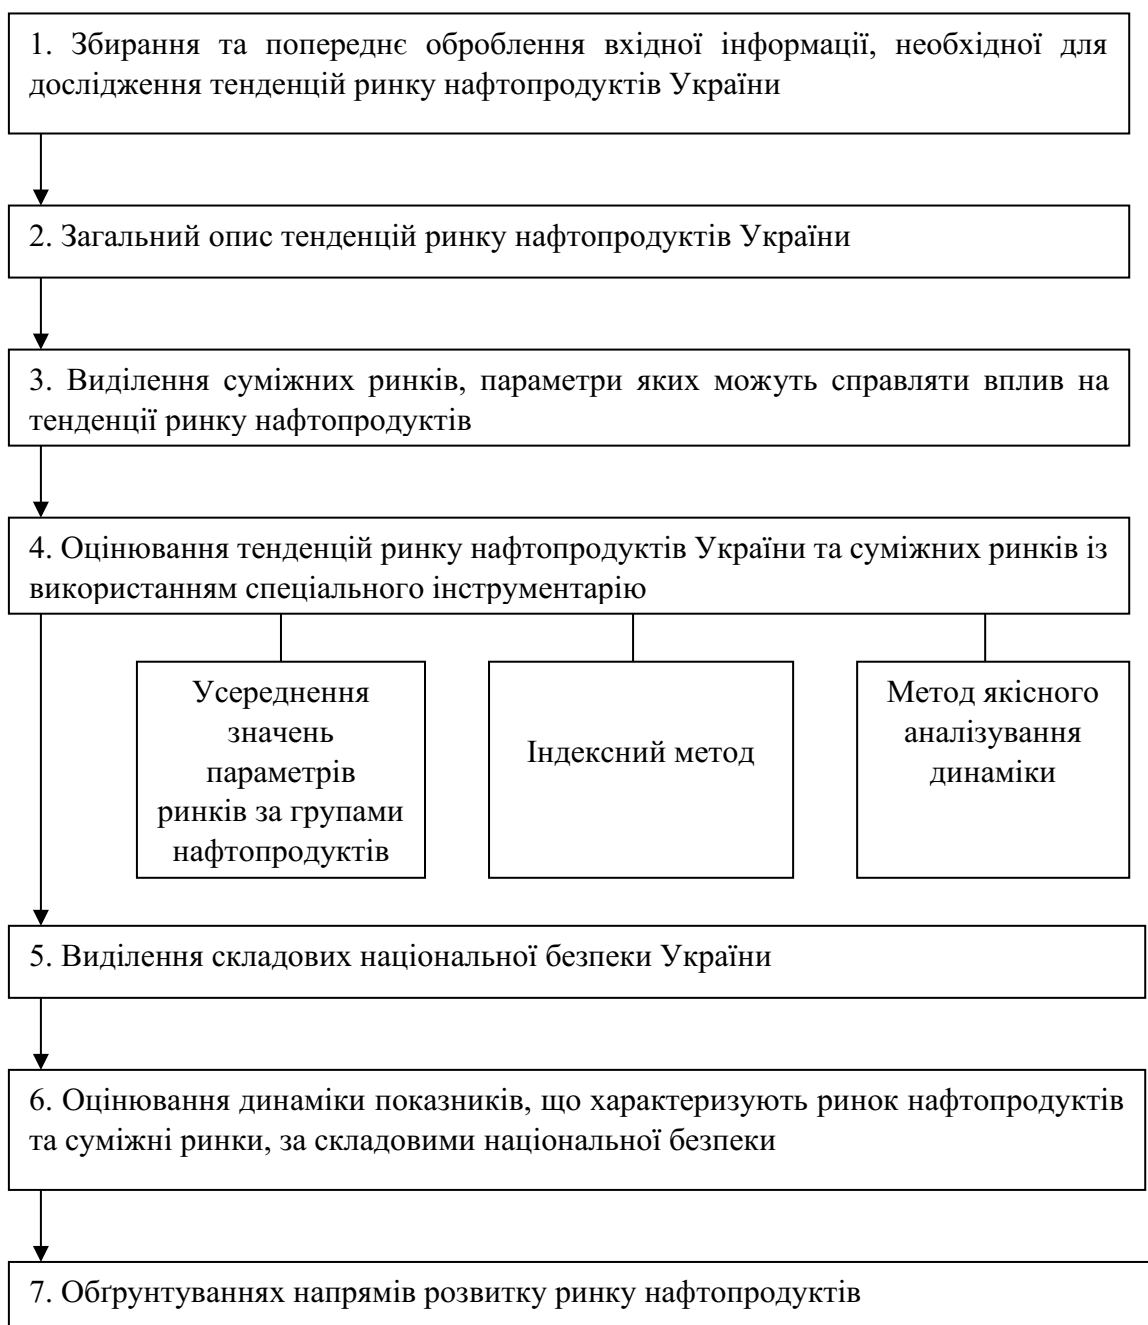 1. Збирання та попереднє оброблення вхідної інформації, необхідної для
дослідження тенденцій ринку нафтопродуктів України
2. Загальний опис тенденцій ринку нафтопродуктів України
3. Виділення суміжних ринків, параметри яких можуть справляти вплив на
тенденції ринку нафтопродуктів
4. Оцінювання тенденцій ринку нафтопродуктів України та суміжних ринків із
використанням спеціального інструментарію
Усереднення
значень
параметрів
ринків за групами
нафтопродуктів
Індексний метод
Метод якісного
аналізування
динаміки
5. Виділення складових національної безпеки України
6. Оцінювання динаміки показників, що характеризують ринок нафтопродуктів
та суміжні ринки, за складовими національної безпеки
7. Обґрунтуваннях напрямів розвитку ринку нафтопродуктів